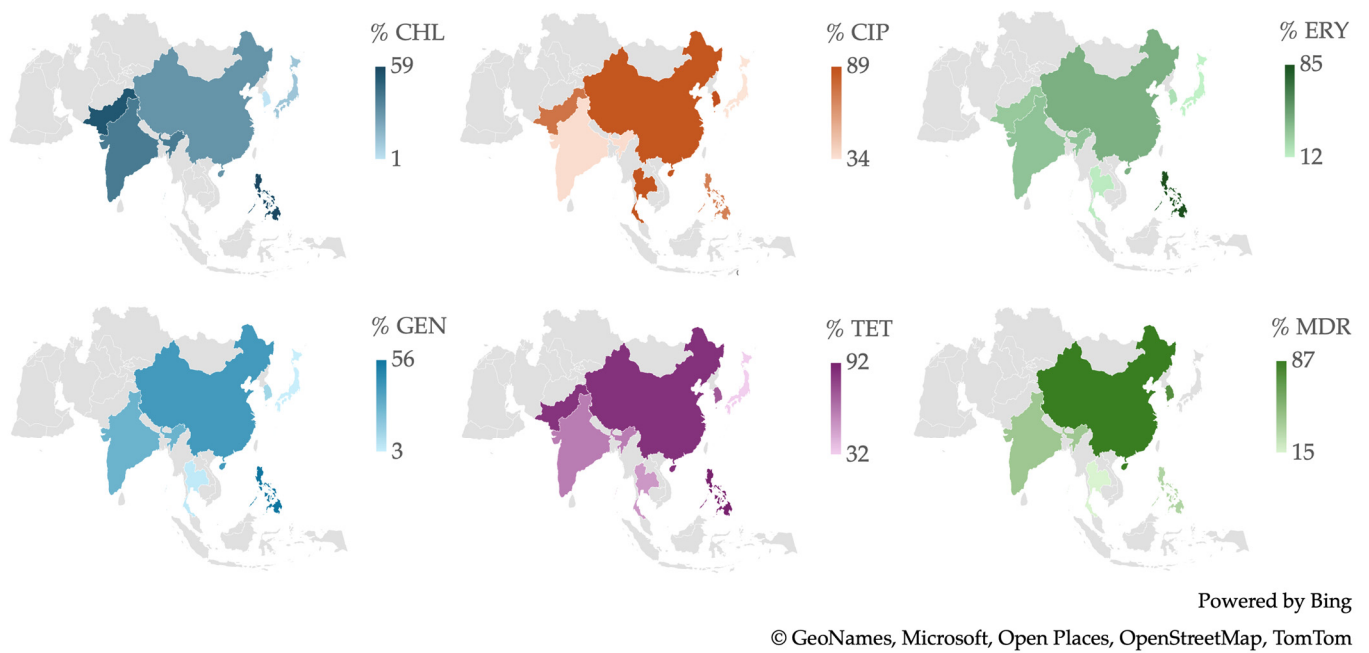 % CHL
59
1
% CIP
89
34
% ERY
85
12
% GEN
56
3
% TET
92
32
% MDR
87
15
Powered by Bing
© GeoNames, Microsoft, Open Places, OpenStreetMap, TomTom